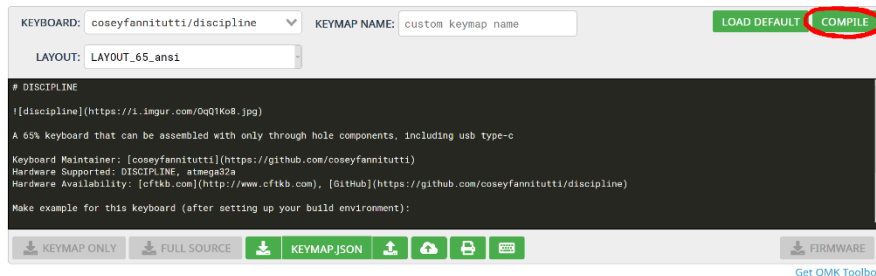 KEYBOARD: coseyfannitutti/discipline KEYMAP NAME: custom keymap name LOAD DEFAULT COMPILE
LAYOUT: LAYOUT_65_ansi
# DISCIPLINE
![discipline](https://i.imgur.com/OqQ1Ko8.jpg)
A 65% keyboard that can be assembled with only through hole components, including usb type-c
Keyboard Maintainer: [coseyfannitutti](https://github.com/coseyfannitutti)
Hardware Supported: DISCIPLINE, atmega32a
Hardware Availability: [cftkb.com](http://www.cftkb.com), [GitHub](https://github.com/coseyfannitutti/discipline)
Make example for this keyboard (after setting up your build environment):
KEYMAP ONLY FULL SOURCE KEYMAP.JSON FIRMWARE
Get QMK Toolbo